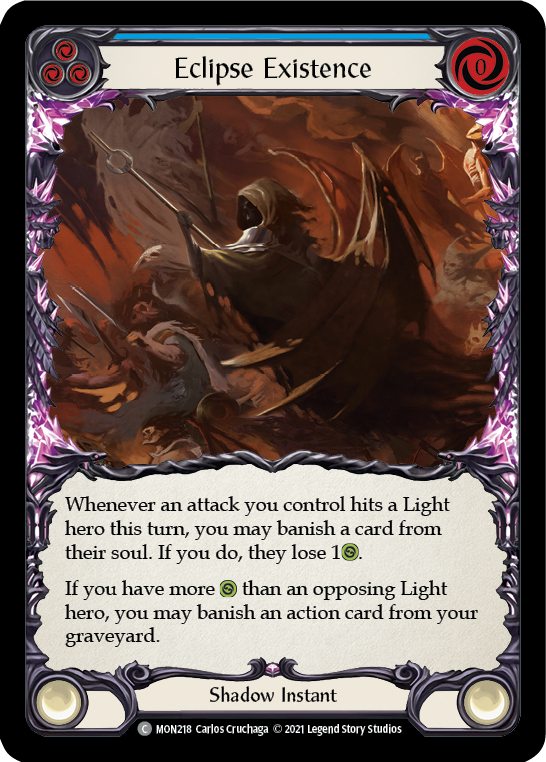 Eclipse Existence
0
Whenever an attack you control hits a Light
hero this turn, you may banish a card from
their soul. If you do, they lose 1.
If you have more than an opposing Light
hero, you may banish an action card from your
graveyard.
Shadow Instant
C MON218 Carlos Cruchaga © 2021 Legend Story Studios